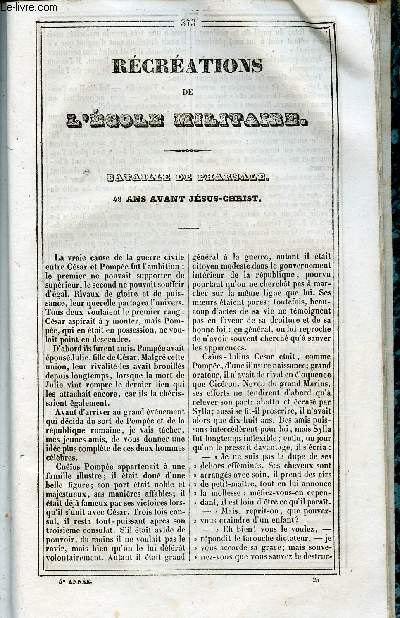 le-livre.com
313
RÉCRÉATIONS
DE
L'ÉCOLE MILITAIRE.
BATAILLE DE PHARSALE,
48 ANS AVANT JÉSUS-CHRIST.
La vraie cause de la guerre civile
entre César et Pompée fut l'ambition :
le premier ne pouvait supporter de
supérieur, le second ne pouvait souffrir
d'égal. Rivaux de gloire et de puis-
sance, leur querelle partagea l'univers.
Tous deux voulaient le premier rang.
César aspirait à y monter, mais Pom-
pée, qui en était en possession, ne vou-
lait point en descendre.
D'abord ils furent amis. Pompée avait
épousé Julie, fille de César. Malgré cette
union, leur rivalité les avait brouillés
depuis longtemps, lorsque la mort de
Julie vint rompre le dernier lien qui
les attachait encore, car ils la chéris-
saient également.
Avant d'arriver au grand événement
qui décida du sort de Pompée et de la
république romaine, je vais tâcher,
mes jeunes amis, de vous donner une
idée plus complète de ces deux hommes
célèbres.
Cnéius Pompée appartenait à une
famille illustre; il était doué d'une
belle figure; son port était noble et
majestueux, ses manières affables; il
était déjà fameux par ses victoires lors-
qu'il s'unit avec César. Trois fois con-
sul, il resta tout-puissant après son
troisième consulat. S'il était avide de
pouvoir, du moins il ne voulait pas le
ravir, mais bien qu'on le lui déférât
volontairement. Autant il était grand
général à la guerre, autant il était
citoyen modeste dans le gouvernement
intérieur de la république, pourvu
pourtant qu'on ne cherchât pas à mar-
cher sur la même ligne que lui. Ses
mœurs étaient pures; toutefois, beau-
coup d'actes de sa vie ne témoignent
pas en faveur de sa droiture et de sa
bonne foi : en général, on lui reproche
de n'avoir souvent cherché qu'à sauver
les apparences.
Caïus-Julius César était, comme
Pompée, d'une illustre naissance; grand
orateur, il n'avait de rival en éloquence
que Cicéron. Neveu du grand Marius,
ses efforts ne tendirent d'abord qu'à
relever son parti abattu et écrasé par
Sylla; aussi se fit-il proscrire, il n'avait
alors que dix-huit ans. Des amis puis-
sans intercédèrent pour lui; mais Sylla
fut longtemps inflexible; enfin, un jour
qu'on le pressait davantage, il s'écria :
— « Je ne suis pas la dupe de ses
» dehors efféminés. Ses cheveux sont
» arrangés avec soin, il prend des airs
» de petit-maître, tout en lui annonce
» la mollesse : méfiez-vous-en cepen-
» dant, il est loin d'être ce qu'il paraît.
— » Mais, reprit-on, que pouvez-
» vous craindre d'un enfant?
— » Eh bien! vous le voulez, —
» répondit le farouche dictateur, — je
» vous accorde sa grâce; mais souve-
» nez-vous que vous sauvez le destruc-
5e ANNÉE.